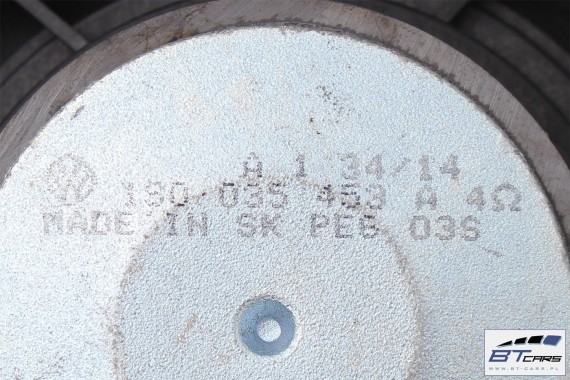 A 1 34/14
1S0 035 453 A 4Ω
MADE IN SK PEG 03S
BTCARS
WWW.BT-CARS.PL